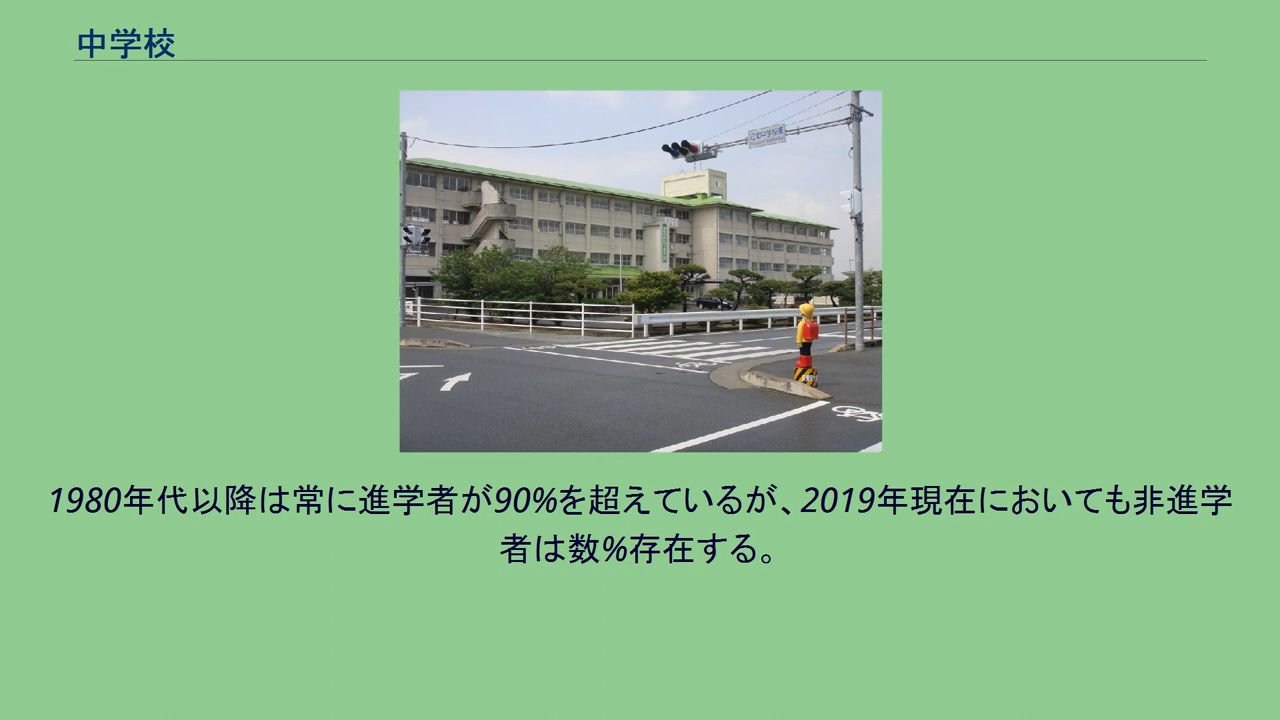 中学校
1980年代以降は常に進学者が90%を超えているが、2019年現在においても非進学
者は数%存在する。